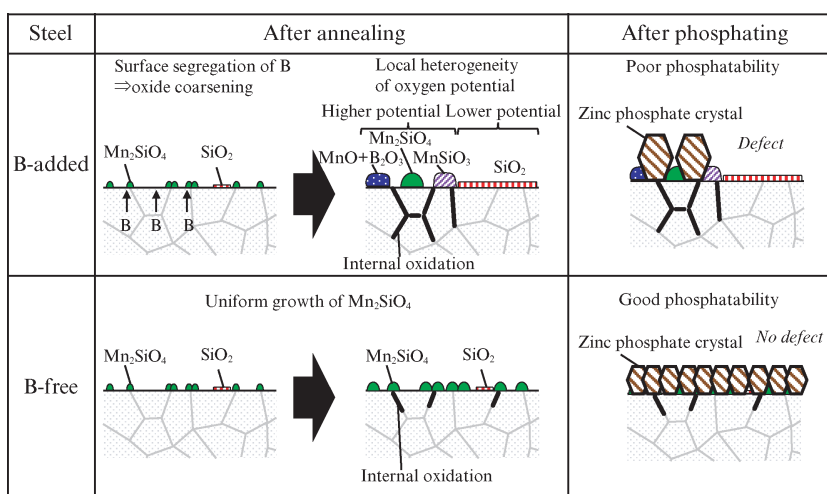 Steel
After annealing
After phosphating
B-added
Surface segregation of B
⇒oxide coarsening
Mn₂SiO₄
SiO₂
B
B
B
Local heterogeneity
of oxygen potential
Higher potential
Lower potential
Mn₂SiO₄
MnO+B₂O₃
MnSiO₃
SiO₂
Internal oxidation
Poor phosphatability
Zinc phosphate crystal
Defect
B-free
Uniform growth of Mn₂SiO₄
Mn₂SiO₄
SiO₂
Mn₂SiO₄
SiO₂
Internal oxidation
Good phosphatability
Zinc phosphate crystal
No defect